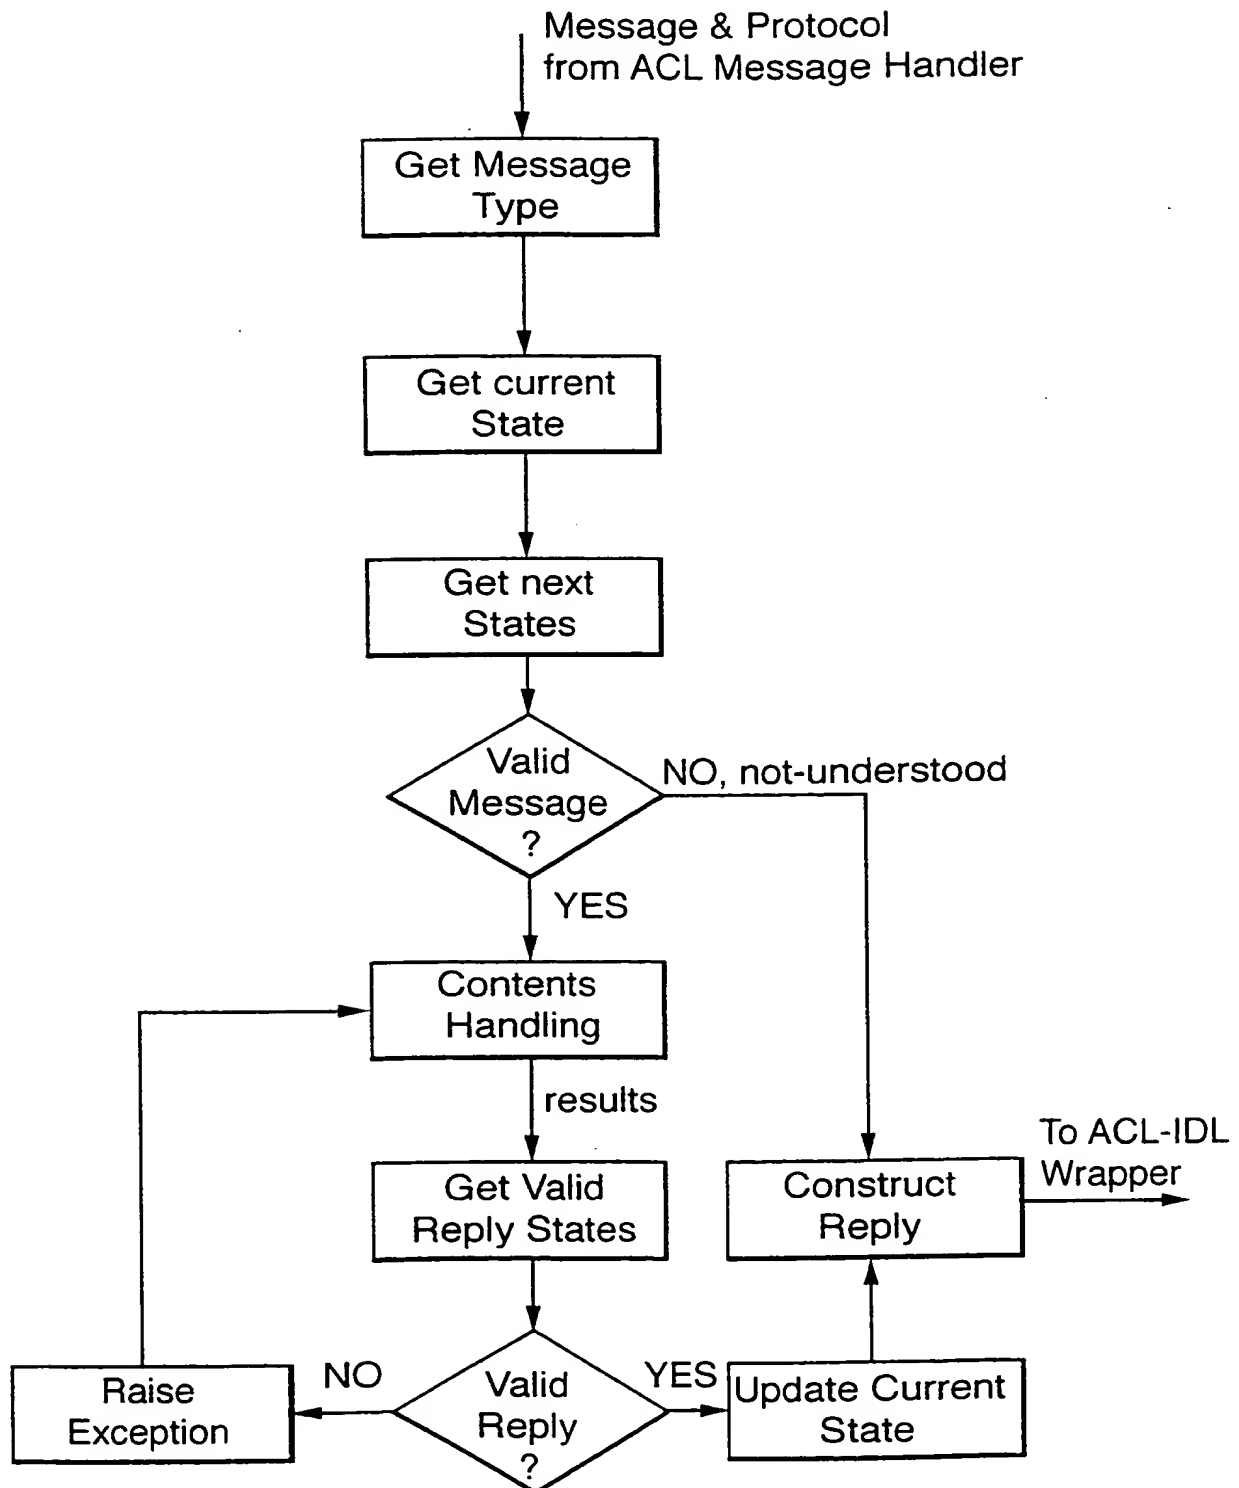 Message & Protocol
from ACL Message Handler
Get Message
Type
Get current
State
Get next
States
Valid
Message
?
NO, not-understood
YES
Contents
Handling
results
Get Valid
Reply States
Construct
Reply
To ACL-IDL
Wrapper
Raise
Exception
NO
Valid
Reply
?
YES
Update Current
State